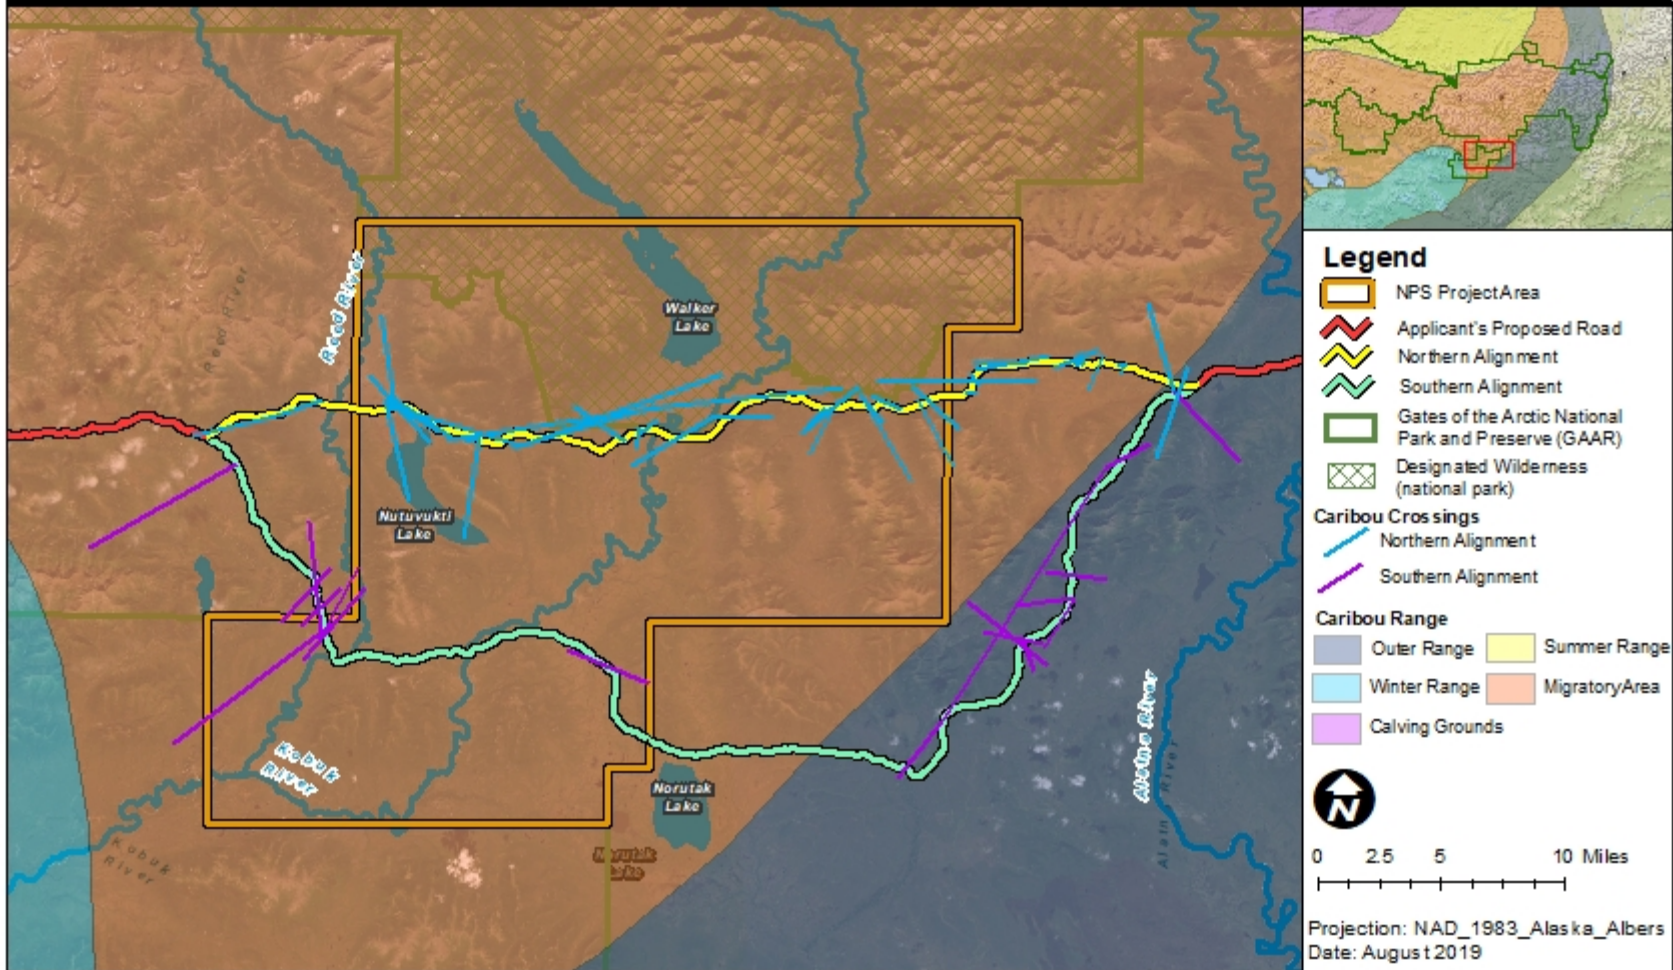 Reed River
Reed River
Walker
Lake
Nutuvukti
Lake
Kobuk
River
Kobuk
River
Norutak
Lake
Norutak
Lake
Alatna River
Alatna River
Legend
NPS Project Area
Applicant's Proposed Road
Northern Alignment
Southern Alignment
Gates of the Arctic National
Park and Preserve (GAAR)
Designated Wilderness
(national park)
Caribou Crossings
Northern Alignment
Southern Alignment
Caribou Range
Outer Range
Summer Range
Winter Range
Migratory Area
Calving Grounds
N
0 2.5 5 10 Miles
Projection: NAD_1983_Alaska_Albers
Date: August 2019